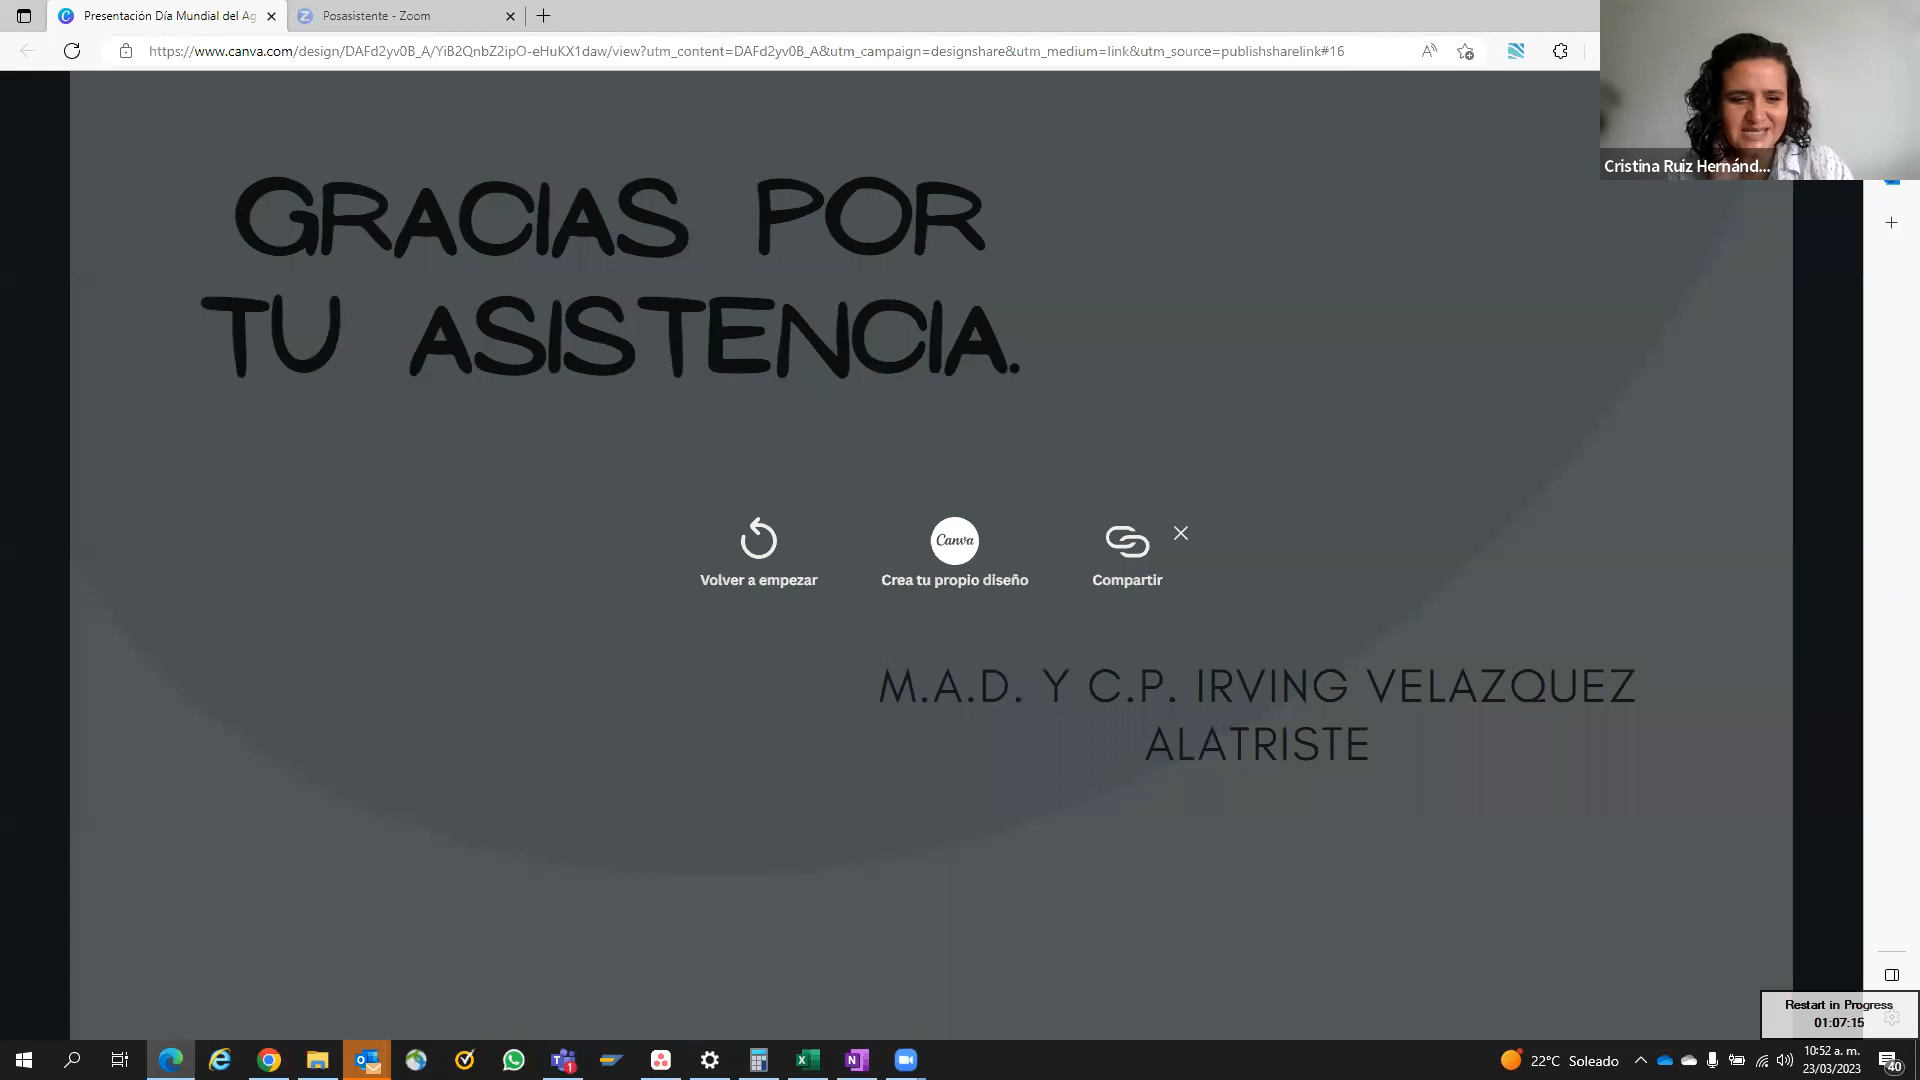 Presentación Día Mundial del Ag
Posasistente - Zoom
https://www.canva.com/design/DAFd2yv0B_A/YiB2QnbZ2ipO-eHuKX1daw/view?utm_content=DAFd2yv0B_A&utm_campaign=designshare&utm_medium=link&utm_source=publishsharelink#16
Cristina Ruiz Hernánd...
GRACIAS POR
TU ASISTENCIA.
Canva
Volver a empezar
Crea tu propio diseño
Compartir
M.A.D. Y C.P. IRVING VELAZQUEZ
ALATRISTE
Restart in Progress
01:07:15
22°C Soleado
10:52 a. m.
23/03/2023
40
1